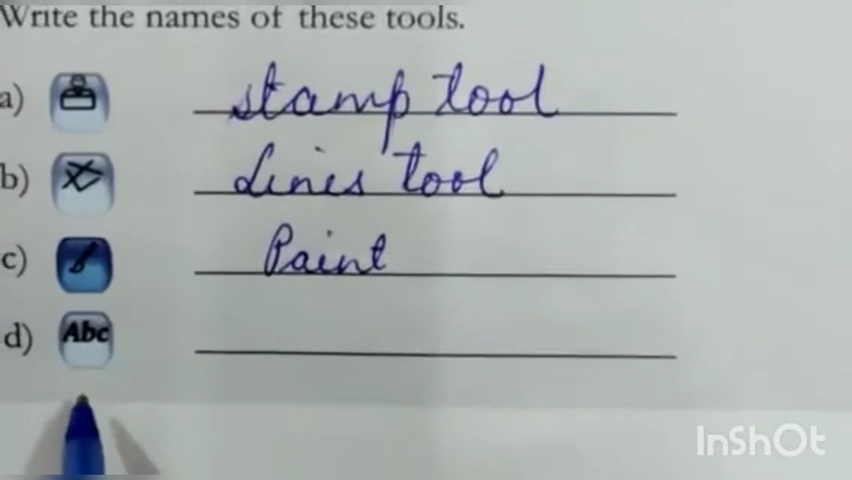 Write the names of these tools.
a) stamp tool
b) Lines tool
c) Paint
d) Abc
InShOt